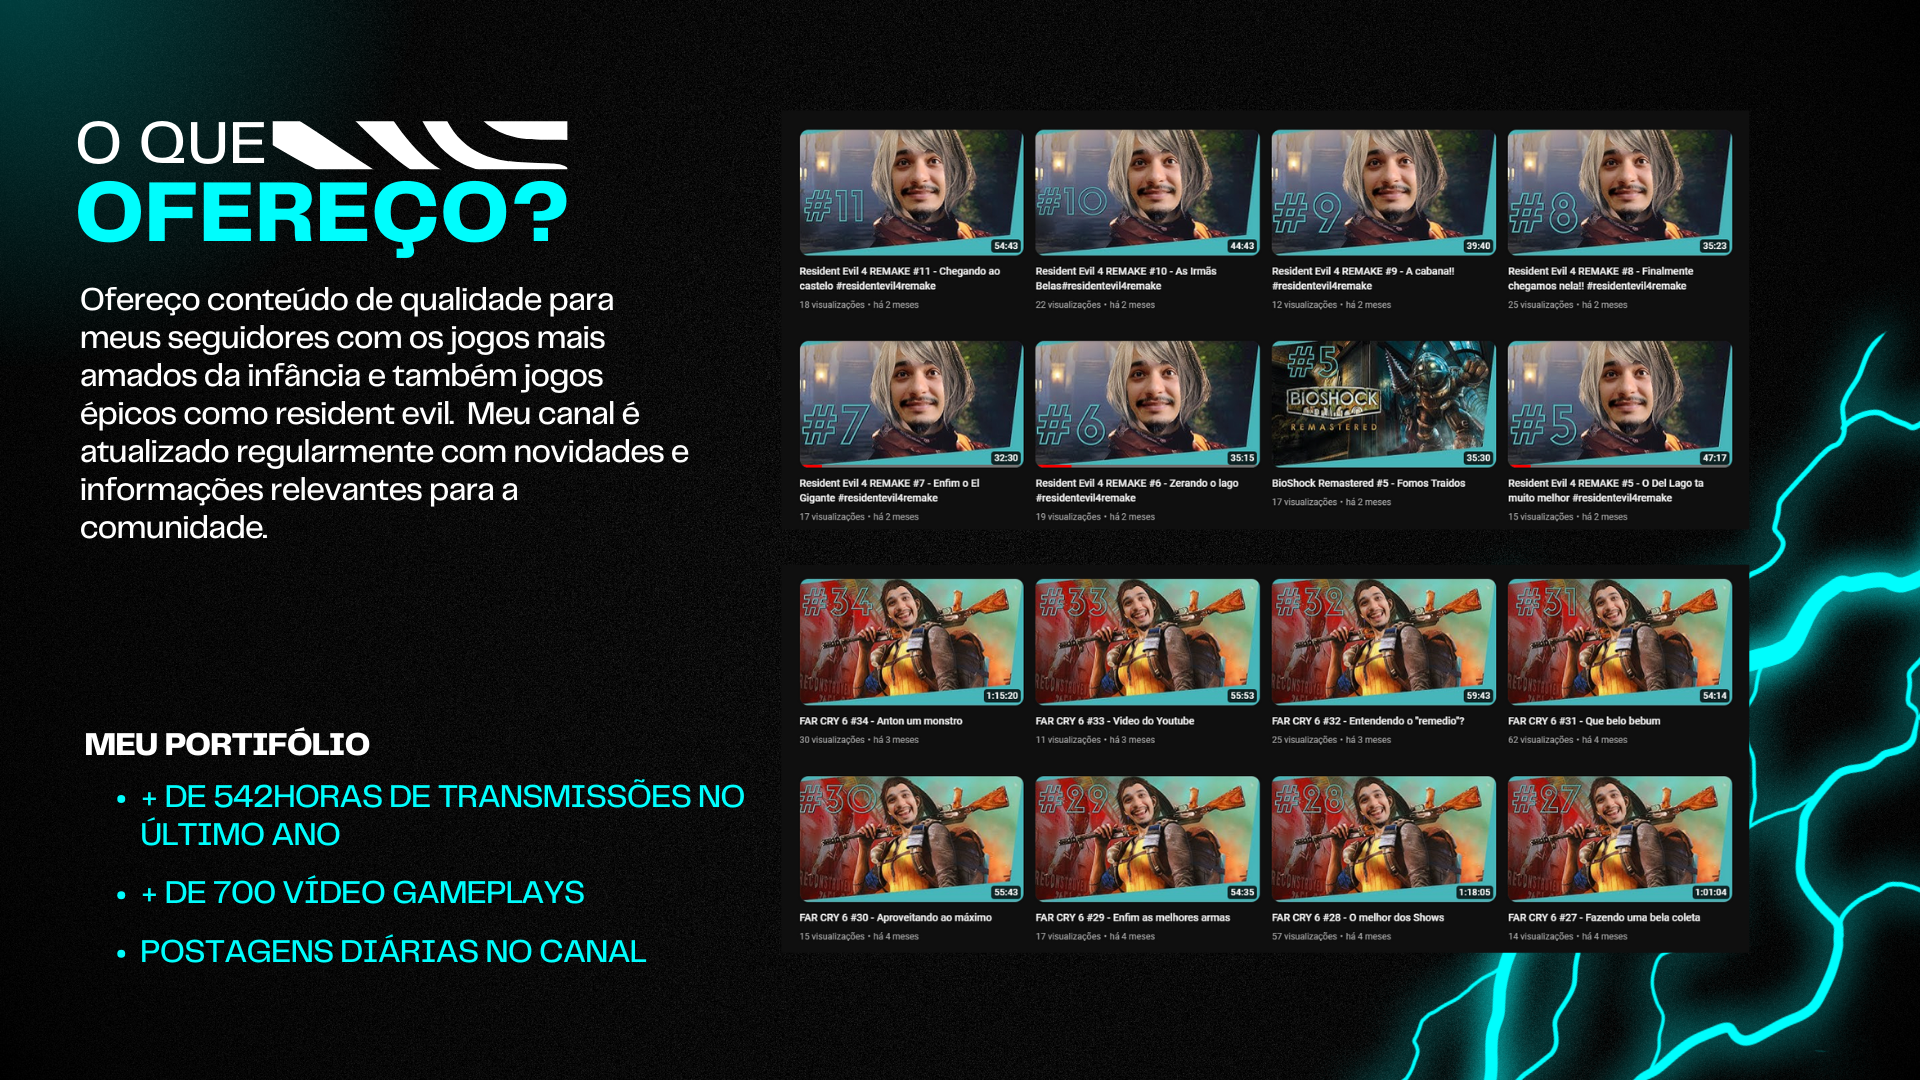 O QUE
OFEREÇO?
Ofereço conteúdo de qualidade para
meus seguidores com os jogos mais
amados da infância e também jogos
épicos como resident evil.  Meu canal é
atualizado regularmente com novidades e
informações relevantes para a
comunidade.
MEU PORTIFÓLIO
• + DE 542HORAS DE TRANSMISSÕES NO
ÚLTIMO ANO
• + DE 700 VÍDEO GAMEPLAYS
• POSTAGENS DIÁRIAS NO CANAL
#11
54:43
Resident Evil 4 REMAKE #11 - Chegando ao
castelo #residentevil4remake
18 visualizações • há 2 meses
#10
44:43
Resident Evil 4 REMAKE #10 - As Irmãs
Belas#residentevil4remake
22 visualizações • há 2 meses
#9
39:40
Resident Evil 4 REMAKE #9 - A cabana!!
#residentevil4remake
12 visualizações • há 2 meses
#8
35:23
Resident Evil 4 REMAKE #8 - Finalmente
chegamos nela!! #residentevil4remake
25 visualizações • há 2 meses
#7
32:30
Resident Evil 4 REMAKE #7 - Enfim o El
Gigante #residentevil4remake
17 visualizações • há 2 meses
#6
35:15
Resident Evil 4 REMAKE #6 - Zerando o lago
#residentevil4remake
19 visualizações • há 2 meses
#5
BIOSHOCK
REMASTERED
35:30
BioShock Remastered #5 - Fomos Traidos
17 visualizações • há 2 meses
#5
47:17
Resident Evil 4 REMAKE #5 - O Del Lago ta
muito melhor #residentevil4remake
15 visualizações • há 2 meses
#34
1:15:20
FAR CRY 6 #34 - Anton um monstro
30 visualizações • há 3 meses
#33
55:53
FAR CRY 6 #33 - Video do Youtube
11 visualizações • há 3 meses
#32
59:43
FAR CRY 6 #32 - Entendendo o "remedio"?
25 visualizações • há 3 meses
#31
54:14
FAR CRY 6 #31 - Que belo bebum
62 visualizações • há 4 meses
#30
55:43
FAR CRY 6 #30 - Aproveitando ao máximo
15 visualizações • há 4 meses
#29
54:35
FAR CRY 6 #29 - Enfim as melhores armas
17 visualizações • há 4 meses
#28
1:18:05
FAR CRY 6 #28 - O melhor dos Shows
57 visualizações • há 4 meses
#27
1:01:04
FAR CRY 6 #27 - Fazendo uma bela coleta
14 visualizações • há 4 meses